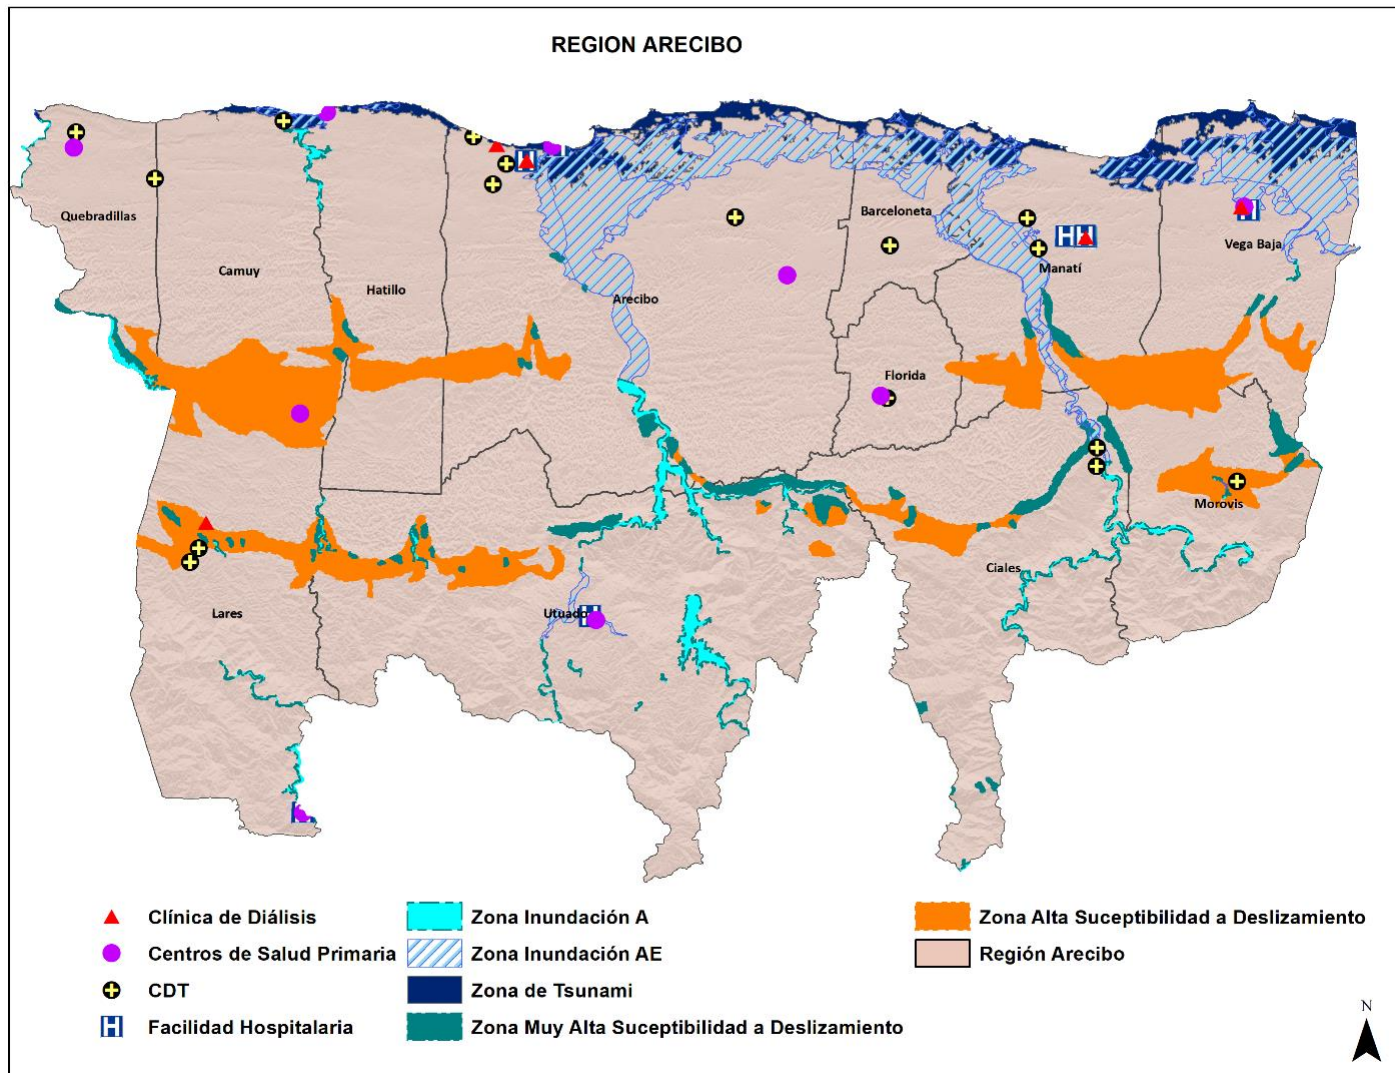 REGION ARECIBO
Quebradillas
Camuy
Hatillo
Arecibo
Barceloneta
Manatí
Vega Baja
Florida
Morovis
Ciales
Lares
Utuado
Clínica de Diálisis
Centros de Salud Primaria
CDT
Facilidad Hospitalaria
Zona Inundación A
Zona Inundación AE
Zona de Tsunami
Zona Muy Alta Suceptibilidad a Deslizamiento
Zona Alta Suceptibilidad a Deslizamiento
Región Arecibo
N